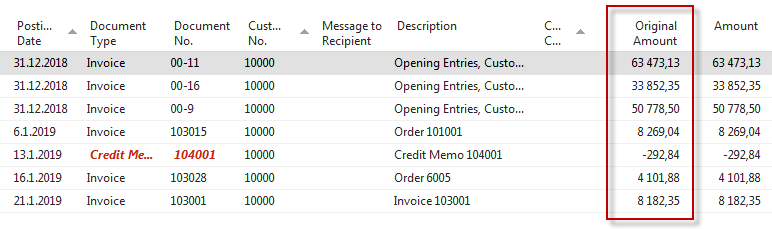 Posti... Document Document Cust... Message to Description C... Original Amount
Date Type No. No. Recipient C... Amount
31.12.2018 Invoice 00-11 10000 Opening Entries, Custo... 63 473,13 63 473,13
31.12.2018 Invoice 00-16 10000 Opening Entries, Custo... 33 852,35 33 852,35
31.12.2018 Invoice 00-9 10000 Opening Entries, Custo... 50 778,50 50 778,50
6.1.2019 Invoice 103015 10000 Order 101001 8 269,04 8 269,04
13.1.2019 Credit Me... 104001 10000 Credit Memo 104001 -292,84 -292,84
16.1.2019 Invoice 103028 10000 Order 6005 4 101,88 4 101,88
21.1.2019 Invoice 103001 10000 Invoice 103001 8 182,35 8 182,35